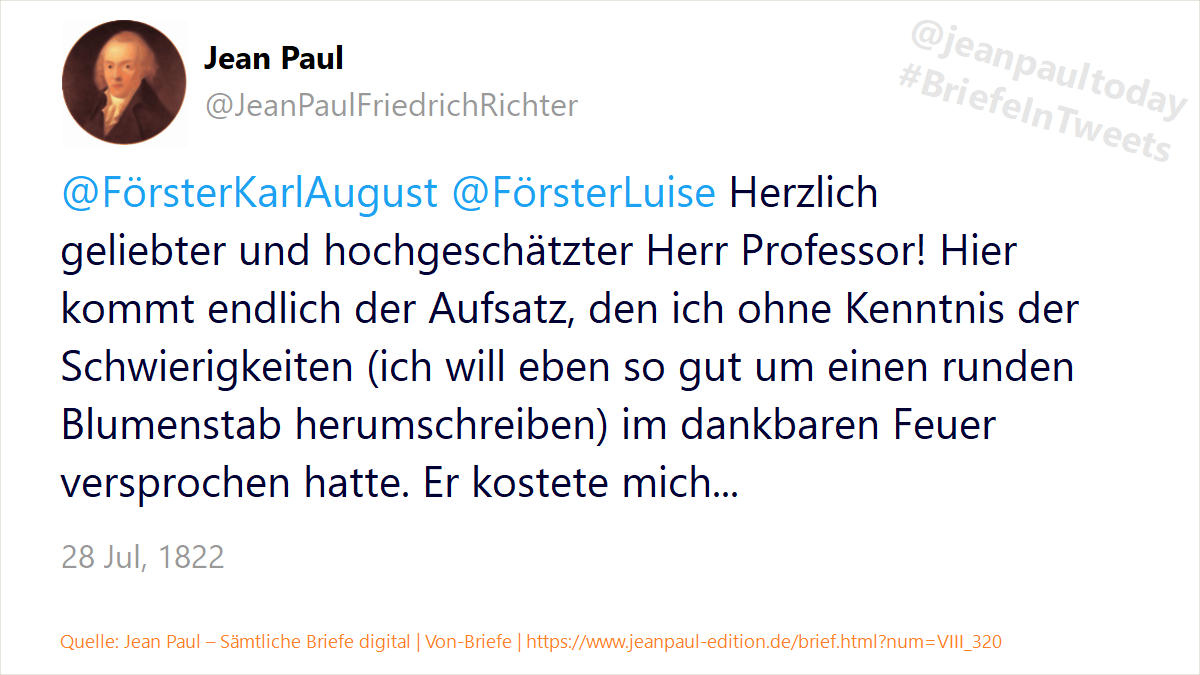 Jean Paul
@JeanPaulFriedrichRichter
@jeanpaultoday
#BriefeInTweets
@FörsterKarlAugust @FörsterLuise Herzlich
geliebter und hochgeschätzter Herr Professor! Hier
kommt endlich der Aufsatz, den ich ohne Kenntnis der
Schwierigkeiten (ich will eben so gut um einen runden
Blumenstab herumschreiben) im dankbaren Feuer
versprochen hatte. Er kostete mich...
28 Jul, 1822
Quelle: Jean Paul – Sämtliche Briefe digital | Von-Briefe | https://www.jeanpaul-edition.de/brief.html?num=VIII_320